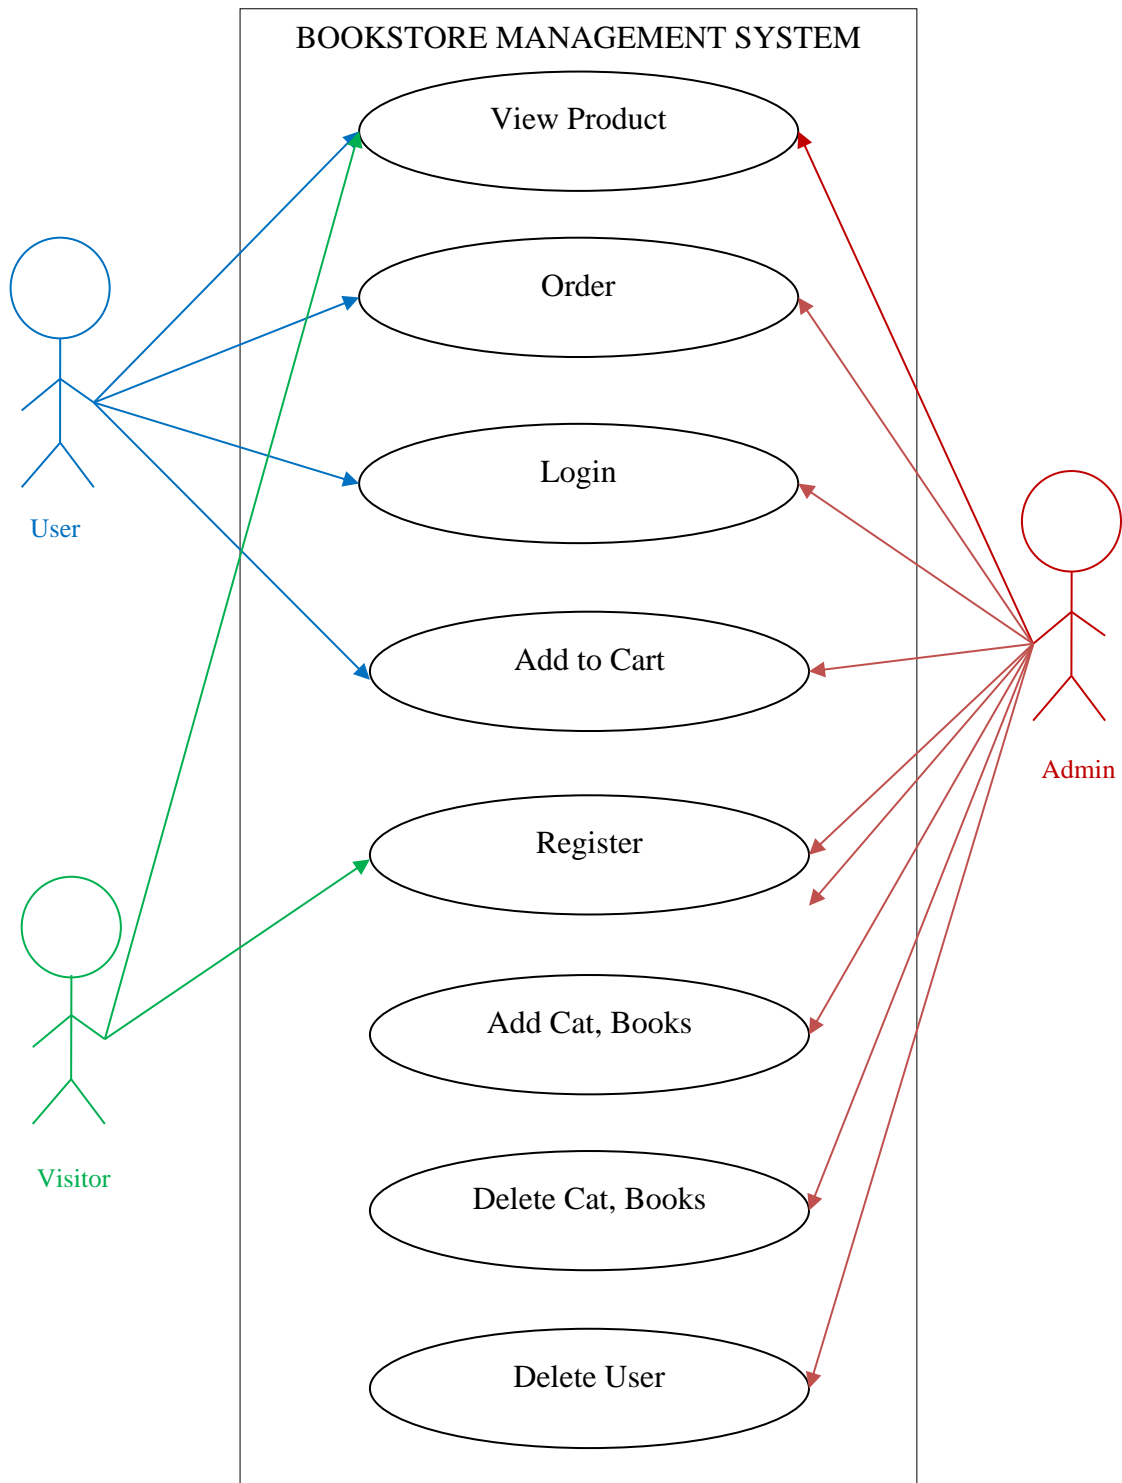 BOOKSTORE MANAGEMENT SYSTEM
View Product
Order
Login
User
Add to Cart
Admin
Register
Add Cat, Books
Visitor
Delete Cat, Books
Delete User